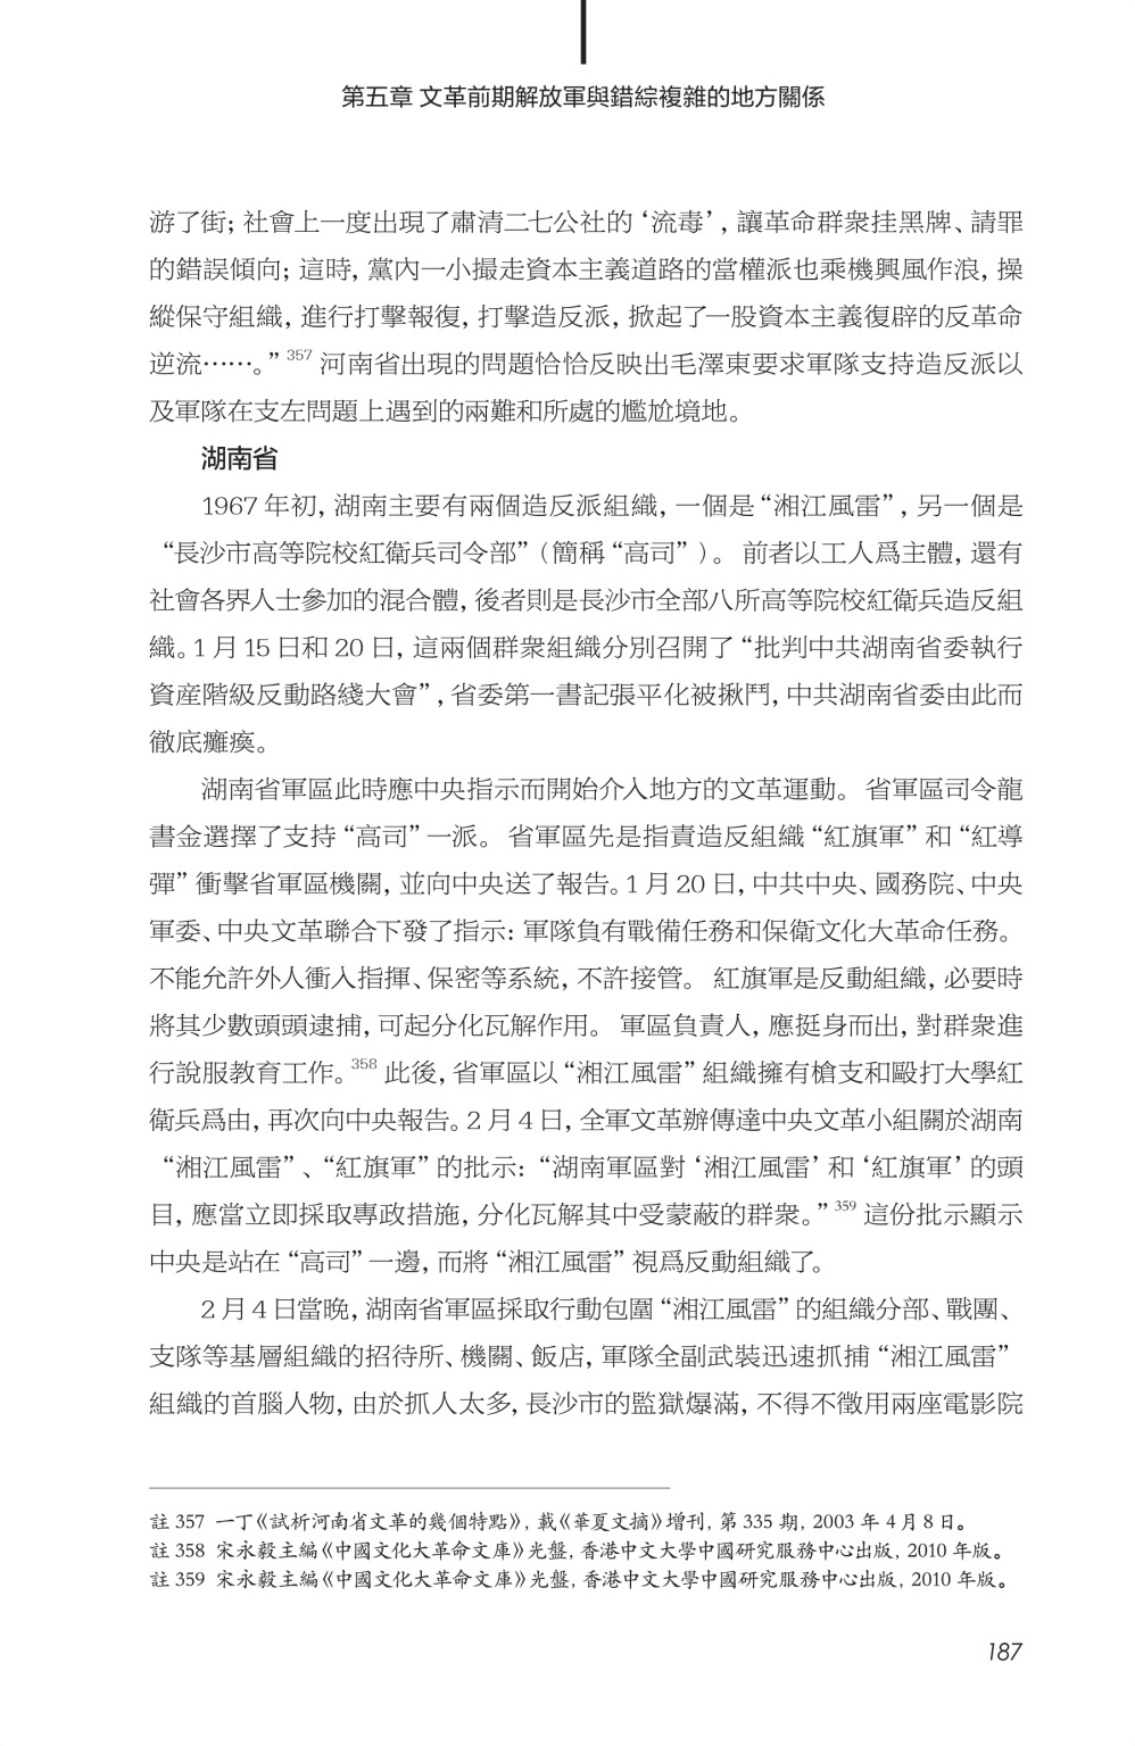 第五章 文革前期解放軍與錯綜複雜的地方關係
游了街；社會上一度出現了肅清二七公社的‘流毒’，讓革命群衆挂黑牌、請罪
的錯誤傾向；這時，黨內一小撮走資本主義道路的當權派也乘機興風作浪，操
縱保守組織，進行打擊報復，打擊造反派，掀起了一股資本主義復辟的反革命
逆流……。”357 河南省出現的問題恰恰反映出毛澤東要求軍隊支持造反派以
及軍隊在支左問題上遇到的兩難和所處的尷尬境地。
湖南省
1967 年初，湖南主要有兩個造反派組織，一個是“湘江風雷”，另一個是
“長沙市高等院校紅衛兵司令部”（簡稱“高司”）。 前者以工人爲主體，還有
社會各界人士參加的混合體，後者則是長沙市全部八所高等院校紅衛兵造反組
織。1 月 15 日和 20 日，這兩個群衆組織分別召開了“批判中共湖南省委執行
資産階級反動路綫大會”，省委第一書記張平化被揪鬥，中共湖南省委由此而
徹底癱瘓。
湖南省軍區此時應中央指示而開始介入地方的文革運動。 省軍區司令龍
書金選擇了支持“高司”一派。 省軍區先是指責造反組織“紅旗軍”和“紅導
彈”衝擊省軍區機關，並向中央送了報告。1 月 20 日，中共中央、國務院、中央
軍委、中央文革聯合下發了指示：軍隊負有戰備任務和保衛文化大革命任務。
不能允許外人衝入指揮、保密等系統，不許接管。 紅旗軍是反動組織，必要時
將其少數頭頭逮捕，可起分化瓦解作用。 軍區負責人，應挺身而出，對群衆進
行說服教育工作。358 此後，省軍區以“湘江風雷”組織擁有槍支和毆打大學紅
衛兵爲由，再次向中央報告。2 月 4 日，全軍文革辦傳達中央文革小組關於湖南
“湘江風雷”、“紅旗軍”的批示：“湖南軍區對‘湘江風雷’和‘紅旗軍’的頭
目，應當立即採取專政措施，分化瓦解其中受蒙蔽的群衆。”359 這份批示顯示
中央是站在“高司”一邊，而將“湘江風雷”視爲反動組織了。
2 月 4 日當晚，湖南省軍區採取行動包圍“湘江風雷”的組織分部、戰團、
支隊等基層組織的招待所、機關、飯店，軍隊全副武裝迅速抓捕“湘江風雷”
組織的首腦人物，由於抓人太多，長沙市的監獄爆滿，不得不徵用兩座電影院
註 357 一丁《試析河南省文革的幾個特點》，載《華夏文摘》增刊，第 335 期，2003 年 4 月 8 日。
註 358 宋永毅主編《中國文化大革命文庫》光盤，香港中文大學中國研究服務中心出版，2010 年版。
註 359 宋永毅主編《中國文化大革命文庫》光盤，香港中文大學中國研究服務中心出版，2010 年版。
187